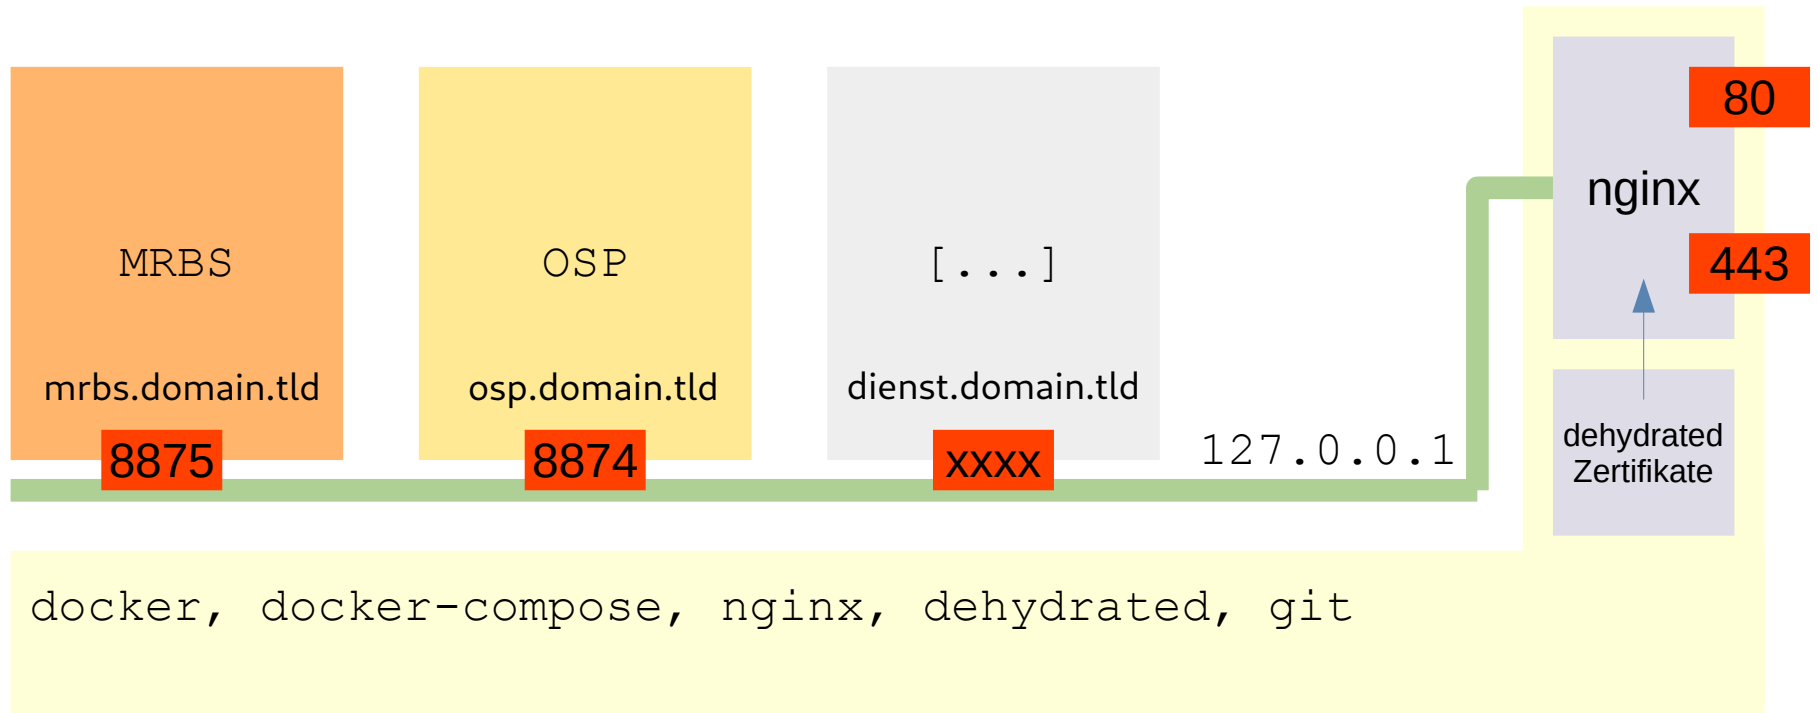 MRBS
mrbs.domain.tld
8875
OSP
osp.domain.tld
8874
[...]
dienst.domain.tld
xxxx
127.0.0.1
80
nginx
443
dehydrated
Zertifikate
docker, docker-compose, nginx, dehydrated, git